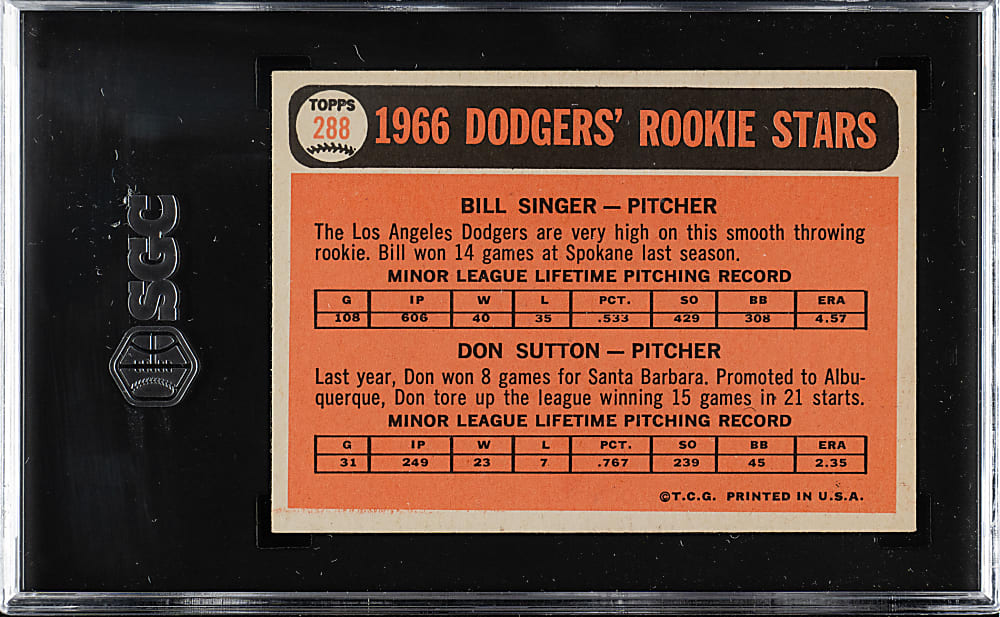 TOPPS
288
1966 DODGERS' ROOKIE STARS
BILL SINGER — PITCHER
The Los Angeles Dodgers are very high on this smooth throwing
rookie. Bill won 14 games at Spokane last season.
MINOR LEAGUE LIFETIME PITCHING RECORD
G IP W L PCT. SO BB ERA
108 606 40 35 .533 429 308 4.57
DON SUTTON — PITCHER
Last year, Don won 8 games for Santa Barbara. Promoted to Albu-
querque, Don tore up the league winning 15 games in 21 starts.
MINOR LEAGUE LIFETIME PITCHING RECORD
G IP W L PCT. SO BB ERA
31 249 23 7 .767 239 45 2.35
©T.C.G. PRINTED IN U.S.A.
SGC